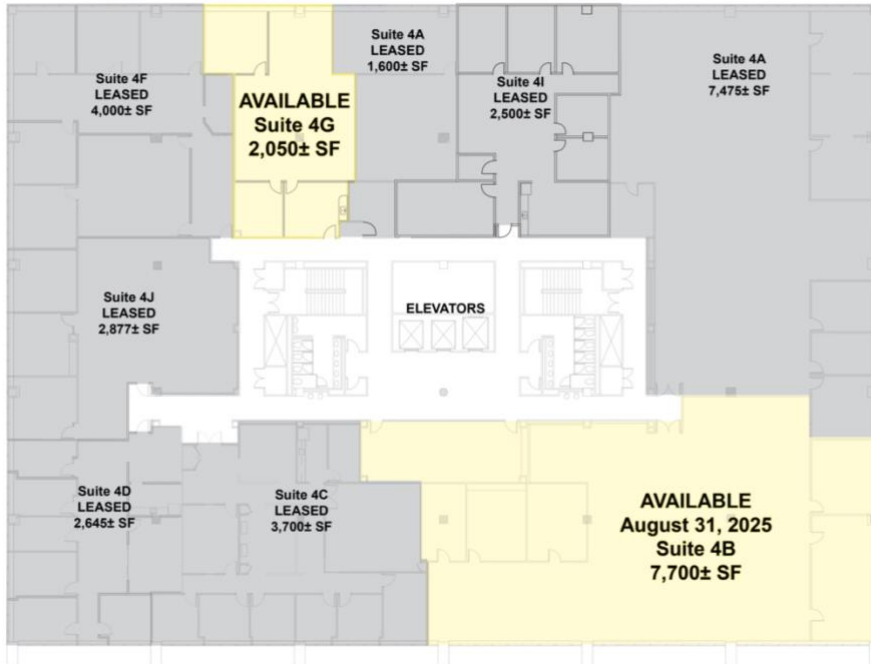 Suite 4F
LEASED
4,000± SF
AVAILABLE
Suite 4G
2,050± SF
Suite 4A
LEASED
1,600± SF
Suite 4I
LEASED
2,500± SF
Suite 4A
LEASED
7,475± SF
Suite 4J
LEASED
2,877± SF
ELEVATORS
Suite 4D
LEASED
2,645± SF
Suite 4C
LEASED
3,700± SF
AVAILABLE
August 31, 2025
Suite 4B
7,700± SF